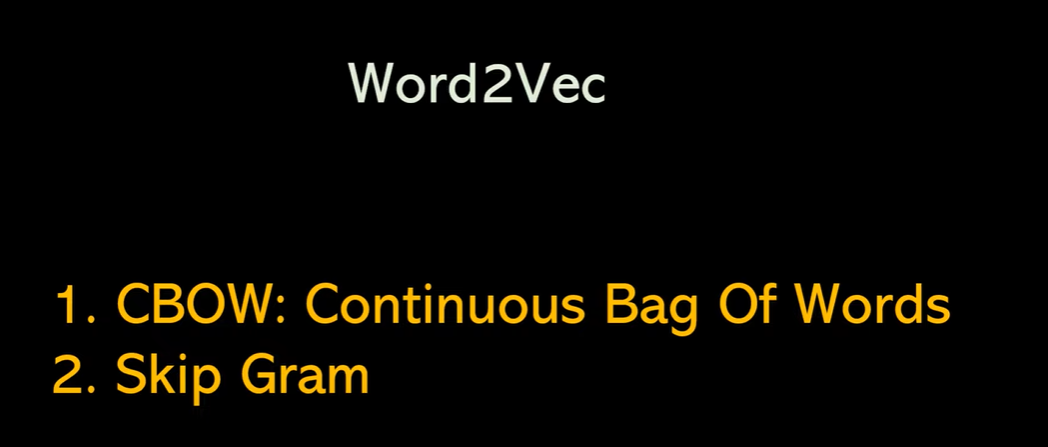 Word2Vec
1. CBOW: Continuous Bag Of Words
2. Skip Gram